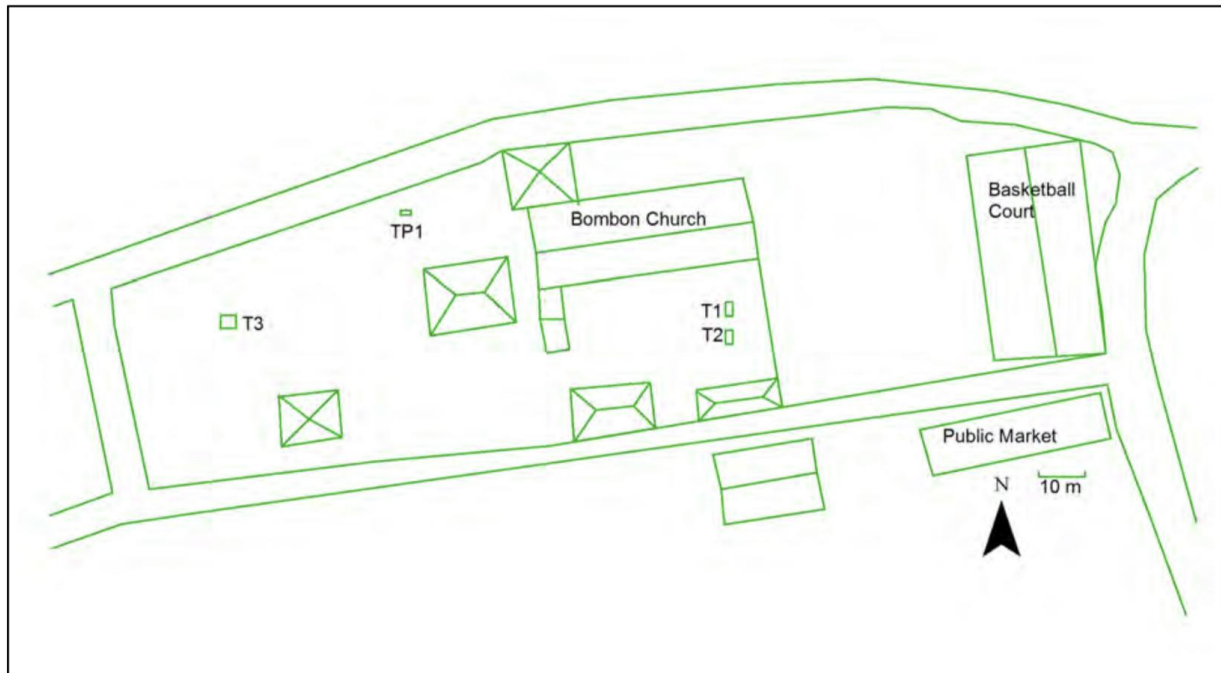 Bombon Church
Basketball
Court
TP1
T3
T1
T2
Public Market
N
10 m